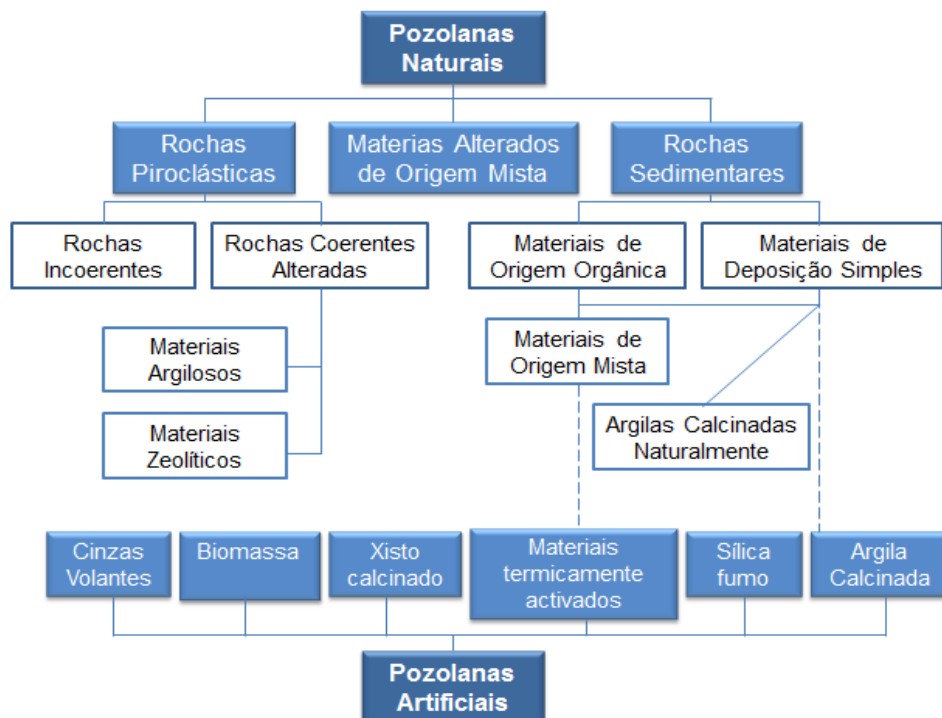 Pozolanas
Naturais
Rochas
Piroclásticas
Materias Alterados
de Origem Mista
Rochas
Sedimentares
Rochas
Incoerentes
Rochas Coerentes
Alteradas
Materiais de
Origem Orgânica
Materiais de
Deposição Simples
Materiais
Argilosos
Materiais de
Origem Mista
Materiais
Zeolíticos
Argilas Calcinadas
Naturalmente
Cinzas
Volantes
Biomassa
Xisto
calcinado
Materiais
termicamente
activados
Sílica
fumo
Argila
Calcinada
Pozolanas
Artificiais